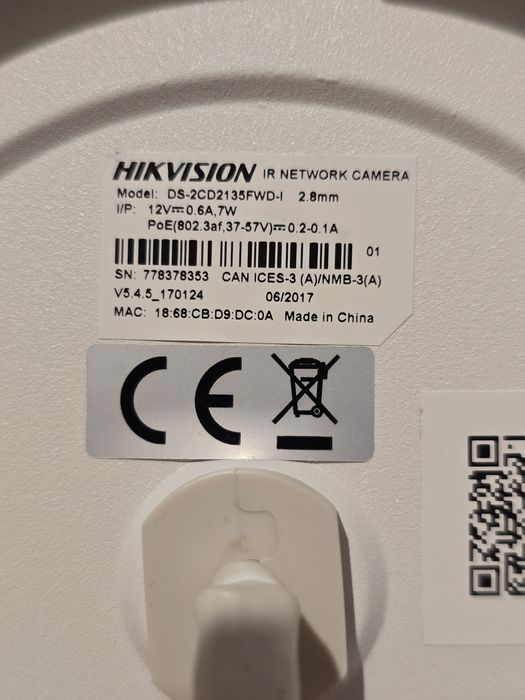 HIKVISION IR NETWORK CAMERA
Model: DS-2CD2135FWD-I 2.8mm
I/P: 12V⎓0.6A,7W
PoE(802.3af,37-57V)⎓0.2-0.1A
01
SN: 778378353 CAN ICES-3 (A)/NMB-3(A)
V5.4.5_170124 06/2017
MAC: 18:68:CB:D9:DC:0A Made in China
CE